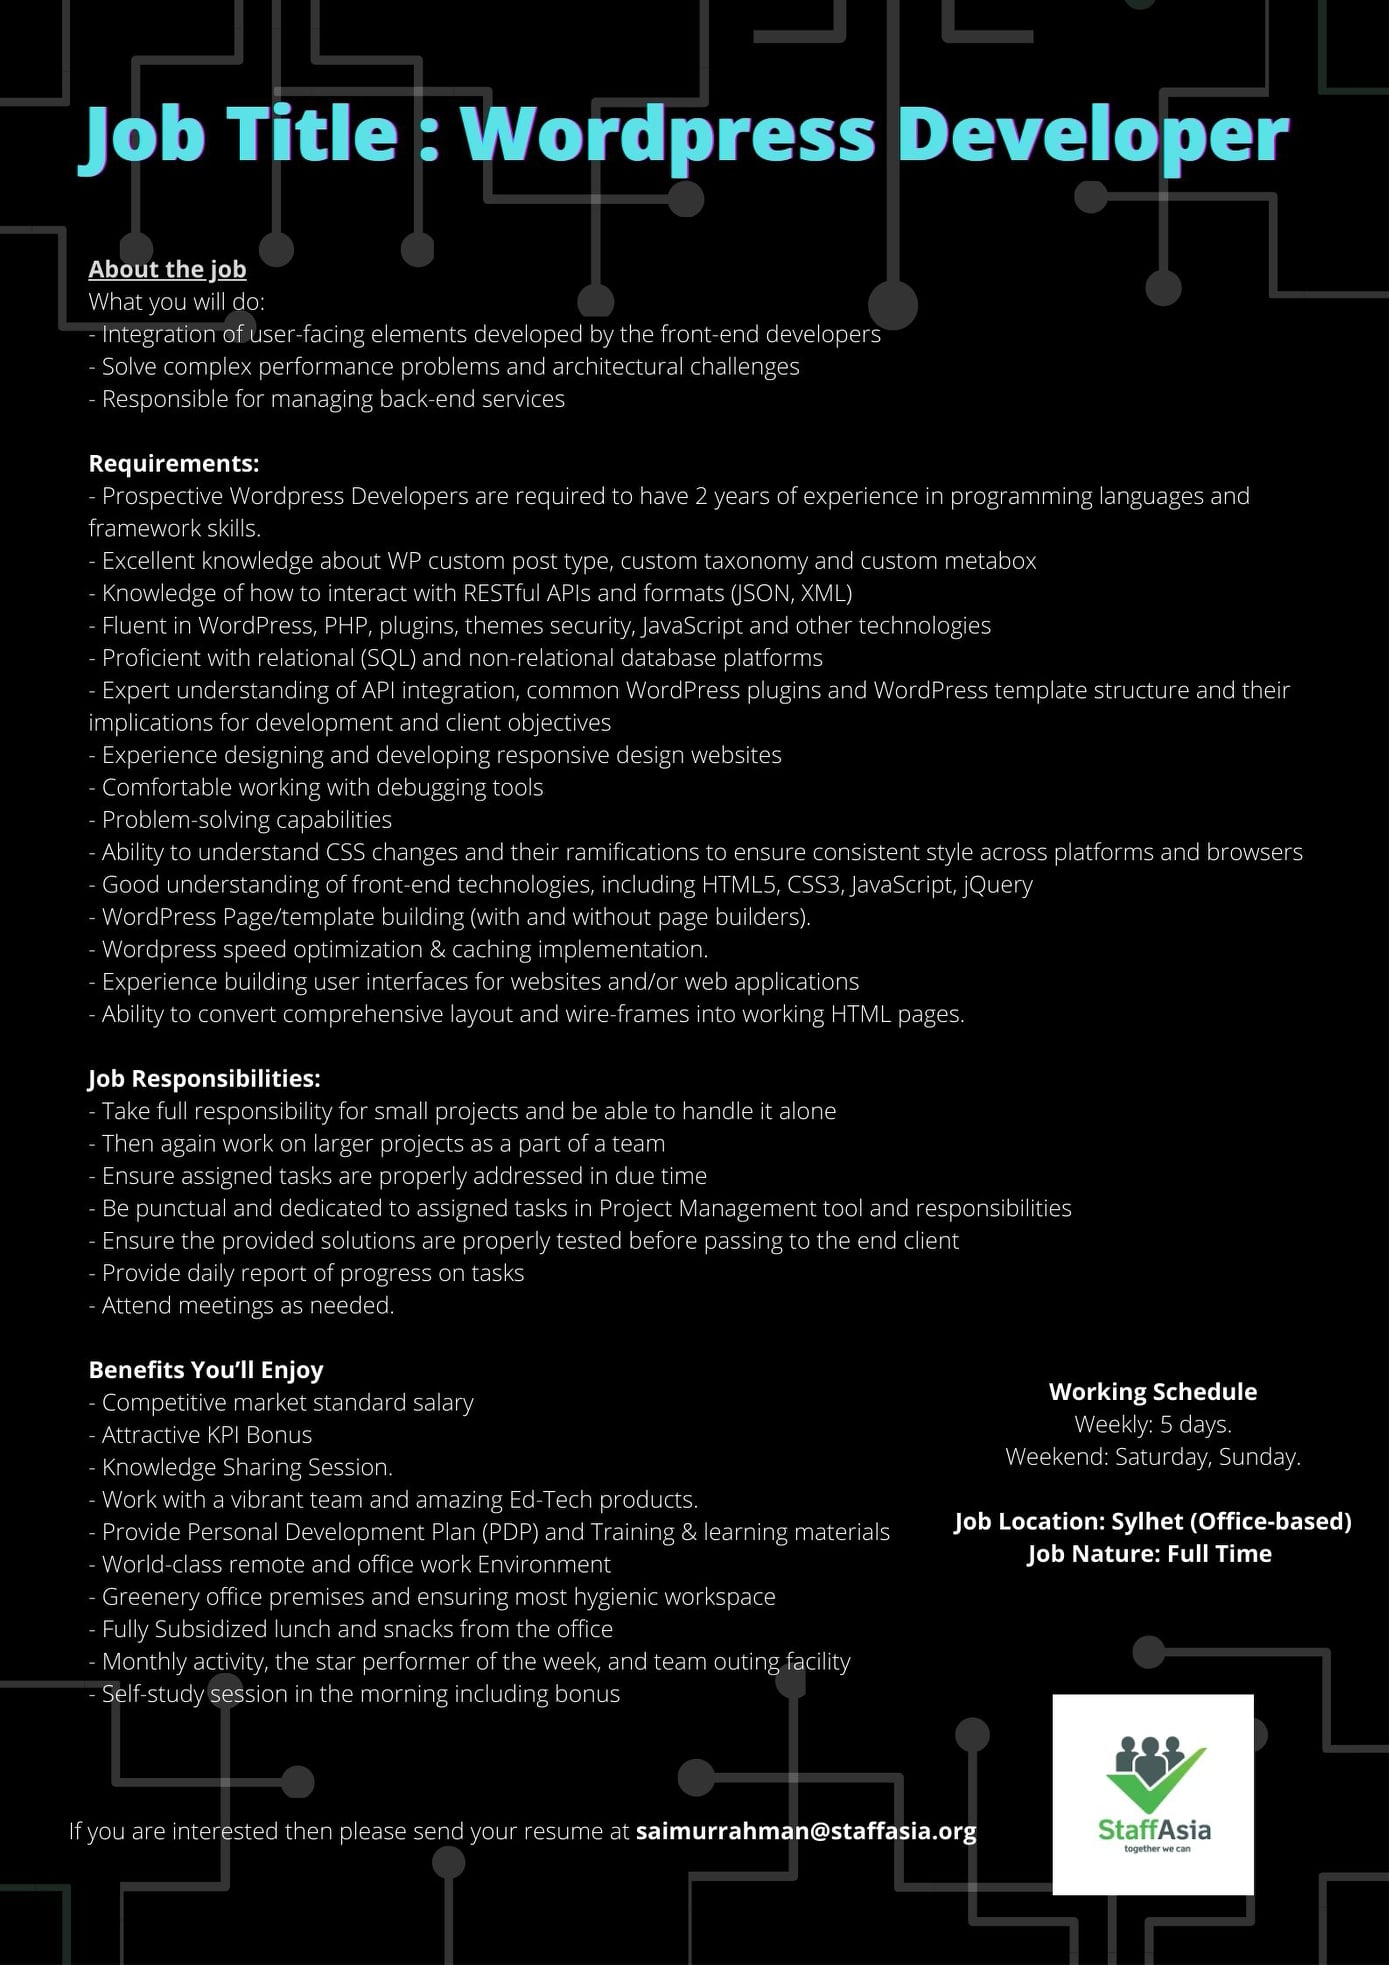 Job Title : Wordpress Developer
About the job
What you will do:
- Integration of user-facing elements developed by the front-end developers
- Solve complex performance problems and architectural challenges
- Responsible for managing back-end services
Requirements:
- Prospective Wordpress Developers are required to have 2 years of experience in programming languages and
framework skills.
- Excellent knowledge about WP custom post type, custom taxonomy and custom metabox
- Knowledge of how to interact with RESTful APIs and formats (JSON, XML)
- Fluent in WordPress, PHP, plugins, themes security, JavaScript and other technologies
- Proficient with relational (SQL) and non-relational database platforms
- Expert understanding of API integration, common WordPress plugins and WordPress template structure and their
implications for development and client objectives
- Experience designing and developing responsive design websites
- Comfortable working with debugging tools
- Problem-solving capabilities
- Ability to understand CSS changes and their ramifications to ensure consistent style across platforms and browsers
- Good understanding of front-end technologies, including HTML5, CSS3, JavaScript, jQuery
- WordPress Page/template building (with and without page builders).
- Wordpress speed optimization & caching implementation.
- Experience building user interfaces for websites and/or web applications
- Ability to convert comprehensive layout and wire-frames into working HTML pages.
Job Responsibilities:
- Take full responsibility for small projects and be able to handle it alone
- Then again work on larger projects as a part of a team
- Ensure assigned tasks are properly addressed in due time
- Be punctual and dedicated to assigned tasks in Project Management tool and responsibilities
- Ensure the provided solutions are properly tested before passing to the end client
- Provide daily report of progress on tasks
- Attend meetings as needed.
Benefits You’ll Enjoy
- Competitive market standard salary
- Attractive KPI Bonus
- Knowledge Sharing Session.
- Work with a vibrant team and amazing Ed-Tech products.
- Provide Personal Development Plan (PDP) and Training & learning materials
- World-class remote and office work Environment
- Greenery office premises and ensuring most hygienic workspace
- Fully Subsidized lunch and snacks from the office
- Monthly activity, the star performer of the week, and team outing facility
- Self-study session in the morning including bonus
Working Schedule
Weekly: 5 days.
Weekend: Saturday, Sunday.
Job Location: Sylhet (Office-based)
Job Nature: Full Time
If you are interested then please send your resume at saimurrahman@staffasia.org
StaffAsia
together we can